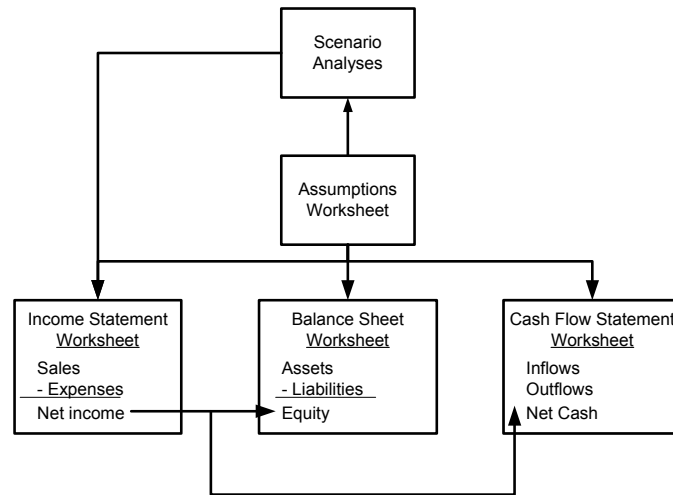 Scenario
Analyses
Assumptions
Worksheet
Income Statement
Worksheet
Sales
- Expenses
Net income
Balance Sheet
Worksheet
Assets
- Liabilities
Equity
Cash Flow Statement
Worksheet
Inflows
Outflows
Net Cash